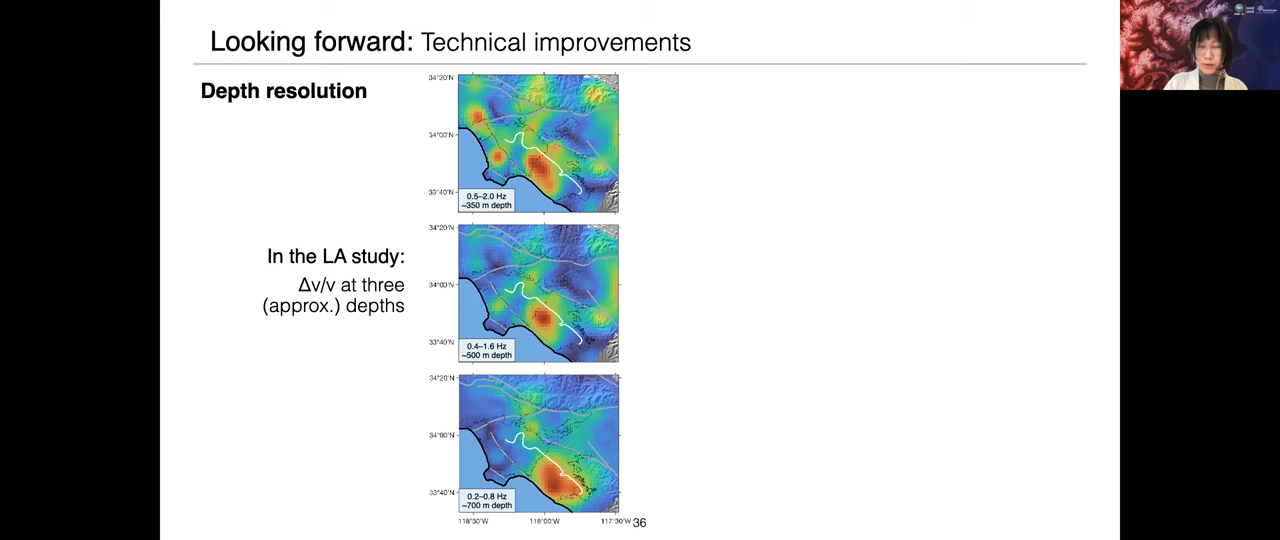 Looking forward: Technical improvements
Depth resolution
34°20'N
34°00'N
33°40'N
0.5–2.0 Hz
~350 m depth
In the LA study:
Δv/v at three
(approx.) depths
34°20'N
34°00'N
33°40'N
0.4–1.6 Hz
~500 m depth
34°20'N
34°00'N
33°40'N
0.2–0.8 Hz
~700 m depth
118°30'W
118°00'W
117°30'W
36